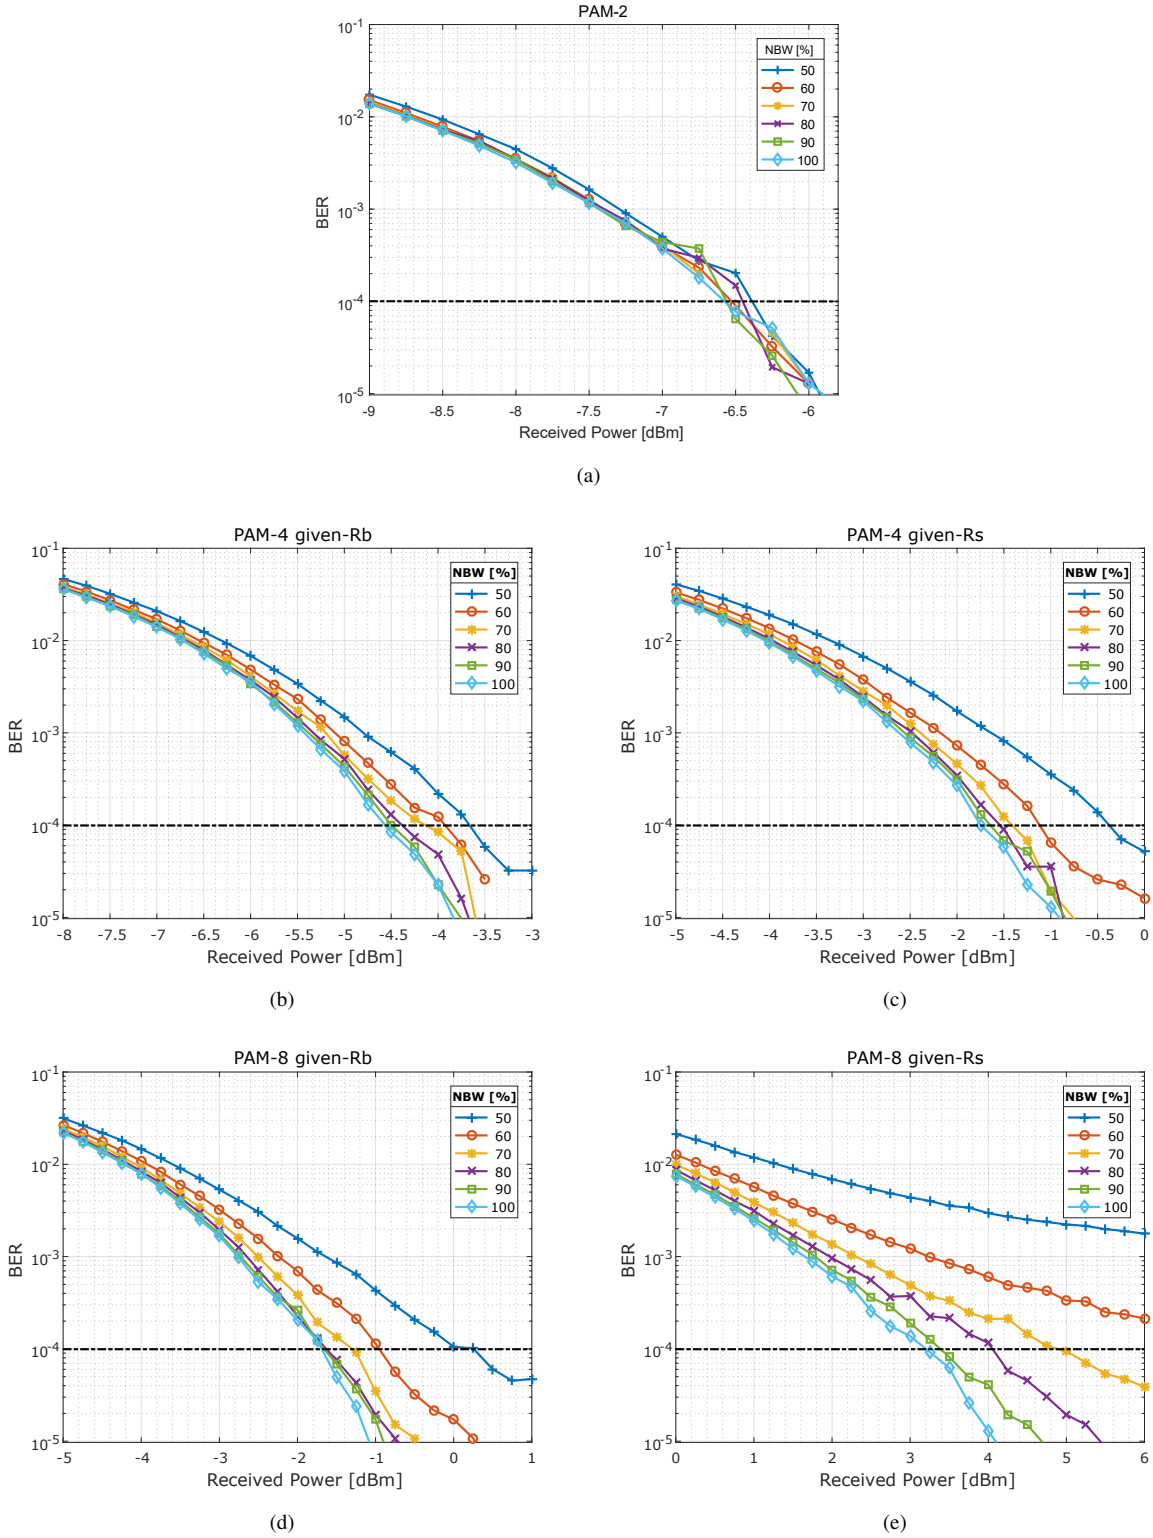 PAM-2
10-1
10-2
10-3
10-4
10-5
BER
NBW [%]
50
60
70
80
90
100
-9 -8.5 -8 -7.5 -7 -6.5 -6
Received Power [dBm]
(a)
PAM-4 given-Rb
10-1
10-2
10-3
10-4
10-5
BER
NBW [%]
50
60
70
80
90
100
-8 -7.5 -7 -6.5 -6 -5.5 -5 -4.5 -4 -3.5 -3
Received Power [dBm]
(b)
PAM-4 given-Rs
10-1
10-2
10-3
10-4
10-5
BER
NBW [%]
50
60
70
80
90
100
-5 -4.5 -4 -3.5 -3 -2.5 -2 -1.5 -1 -0.5 0
Received Power [dBm]
(c)
PAM-8 given-Rb
10-1
10-2
10-3
10-4
10-5
BER
NBW [%]
50
60
70
80
90
100
-5 -4 -3 -2 -1 0 1
Received Power [dBm]
(d)
PAM-8 given-Rs
10-1
10-2
10-3
10-4
10-5
BER
NBW [%]
50
60
70
80
90
100
0 1 2 3 4 5 6
Received Power [dBm]
(e)